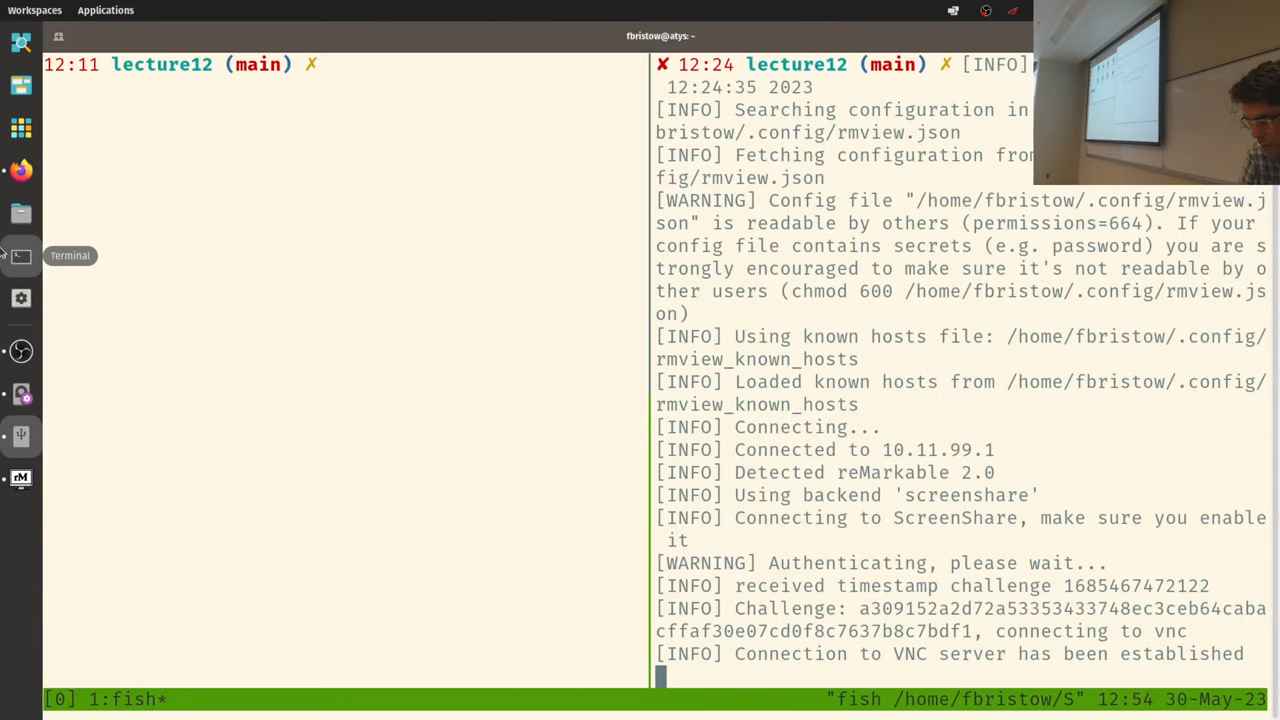 Workspaces Applications
fbristow@atys: ~
12:11 lecture12 (main) ✗
✘ 12:24 lecture12 (main) ✗ [INFO]
12:24:35 2023
[INFO] Searching configuration in
bristow/.config/rmview.json
[INFO] Fetching configuration from
fig/rmview.json
[WARNING] Config file "/home/fbristow/.config/rmview.j
son" is readable by others (permissions=664). If your
config file contains secrets (e.g. password) you are s
trongly encouraged to make sure it's not readable by o
ther users (chmod 600 /home/fbristow/.config/rmview.js
on)
[INFO] Using known hosts file: /home/fbristow/.config/
rmview_known_hosts
[INFO] Loaded known hosts from /home/fbristow/.config/
rmview_known_hosts
[INFO] Connecting...
[INFO] Connected to 10.11.99.1
[INFO] Detected reMarkable 2.0
[INFO] Using backend 'screenshare'
[INFO] Connecting to ScreenShare, make sure you enable
it
[WARNING] Authenticating, please wait...
[INFO] received timestamp challenge 1685467472122
[INFO] Challenge: a309152a2d72a53353433748ec3ceb64caba
cffaf30e07cd0f8c7637b8c7bdf1, connecting to vnc
[INFO] Connection to VNC server has been established
Terminal
rM
[0] 1:fish*
"fish /home/fbristow/S" 12:54 30-May-23